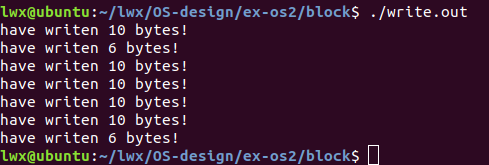 lwx@ubuntu:~/lwx/OS-design/ex-os2/block$ ./write.out
have writen 10 bytes!
have writen 6 bytes!
have writen 10 bytes!
have writen 10 bytes!
have writen 10 bytes!
have writen 10 bytes!
have writen 6 bytes!
lwx@ubuntu:~/lwx/OS-design/ex-os2/block$